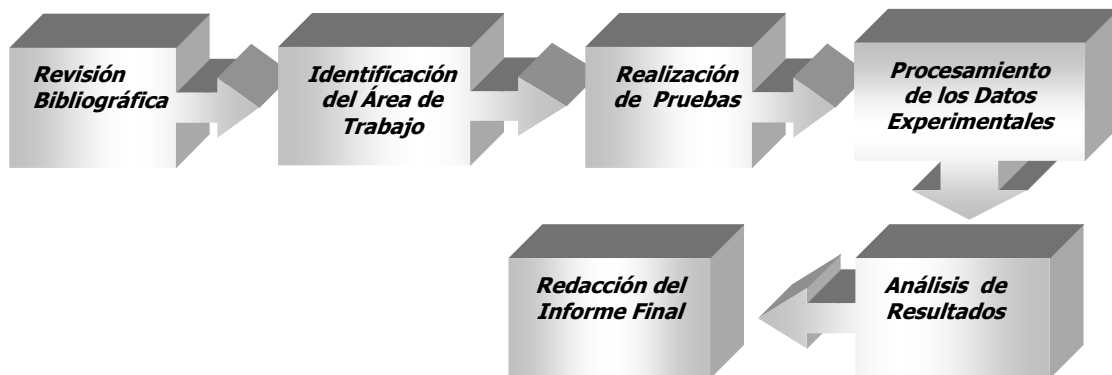 Revisión
Bibliográfica
Identificación
del Área de
Trabajo
Realización
de Pruebas
Procesamiento
de los Datos
Experimentales
Análisis de
Resultados
Redacción del
Informe Final